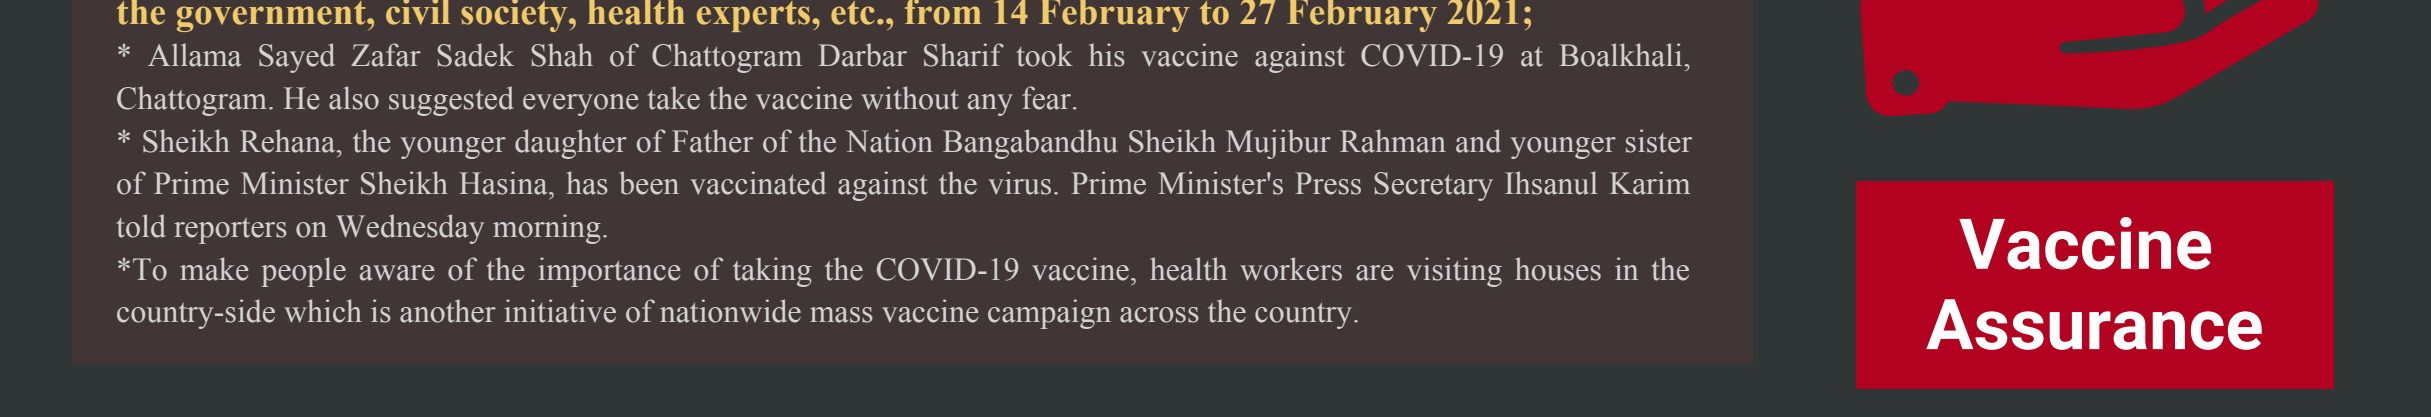 the government, civil society, health experts, etc., from 14 February to 27 February 2021;
* Allama Sayed Zafar Sadek Shah of Chattogram Darbar Sharif took his vaccine against COVID-19 at Boalkhali,
Chattogram. He also suggested everyone take the vaccine without any fear.
* Sheikh Rehana, the younger daughter of Father of the Nation Bangabandhu Sheikh Mujibur Rahman and younger sister
of Prime Minister Sheikh Hasina, has been vaccinated against the virus. Prime Minister's Press Secretary Ihsanul Karim
told reporters on Wednesday morning.
*To make people aware of the importance of taking the COVID-19 vaccine, health workers are visiting houses in the
country-side which is another initiative of nationwide mass vaccine campaign across the country.
Vaccine
Assurance